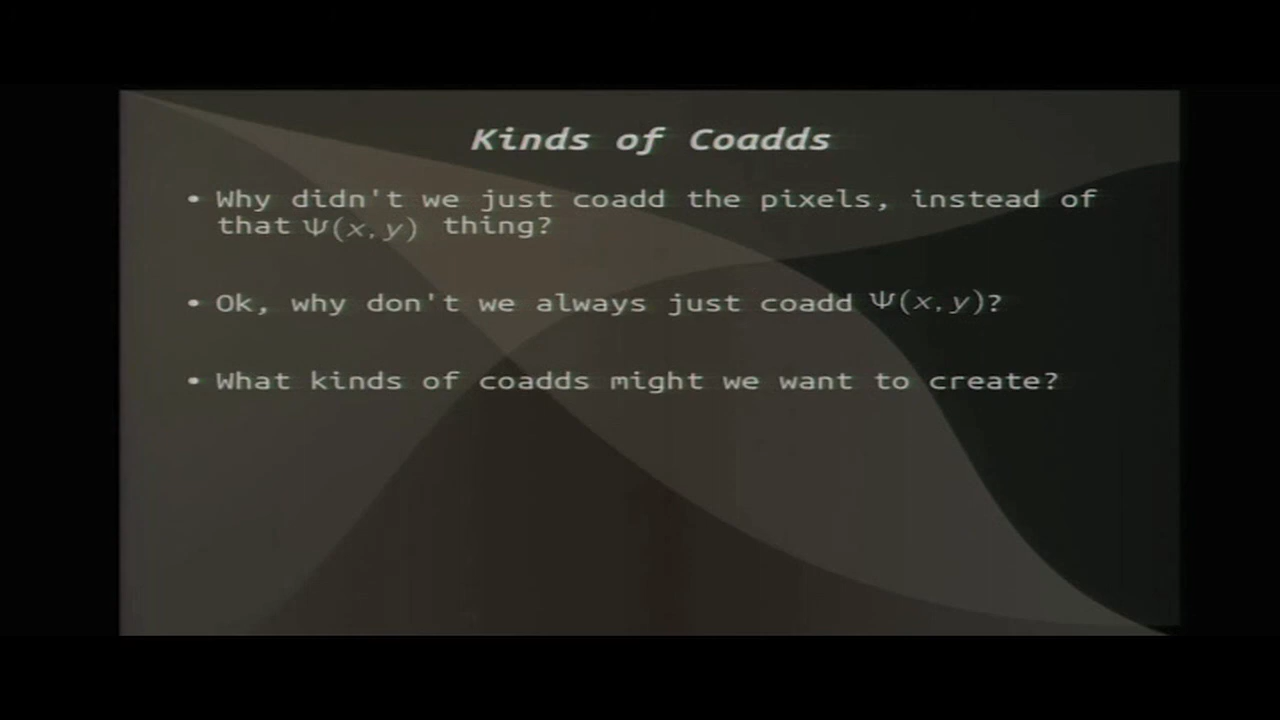 Kinds of Coadds
• Why didn't we just coadd the pixels, instead of
that Ψ(x, y) thing?
• Ok, why don't we always just coadd Ψ(x, y)?
• What kinds of coadds might we want to create?